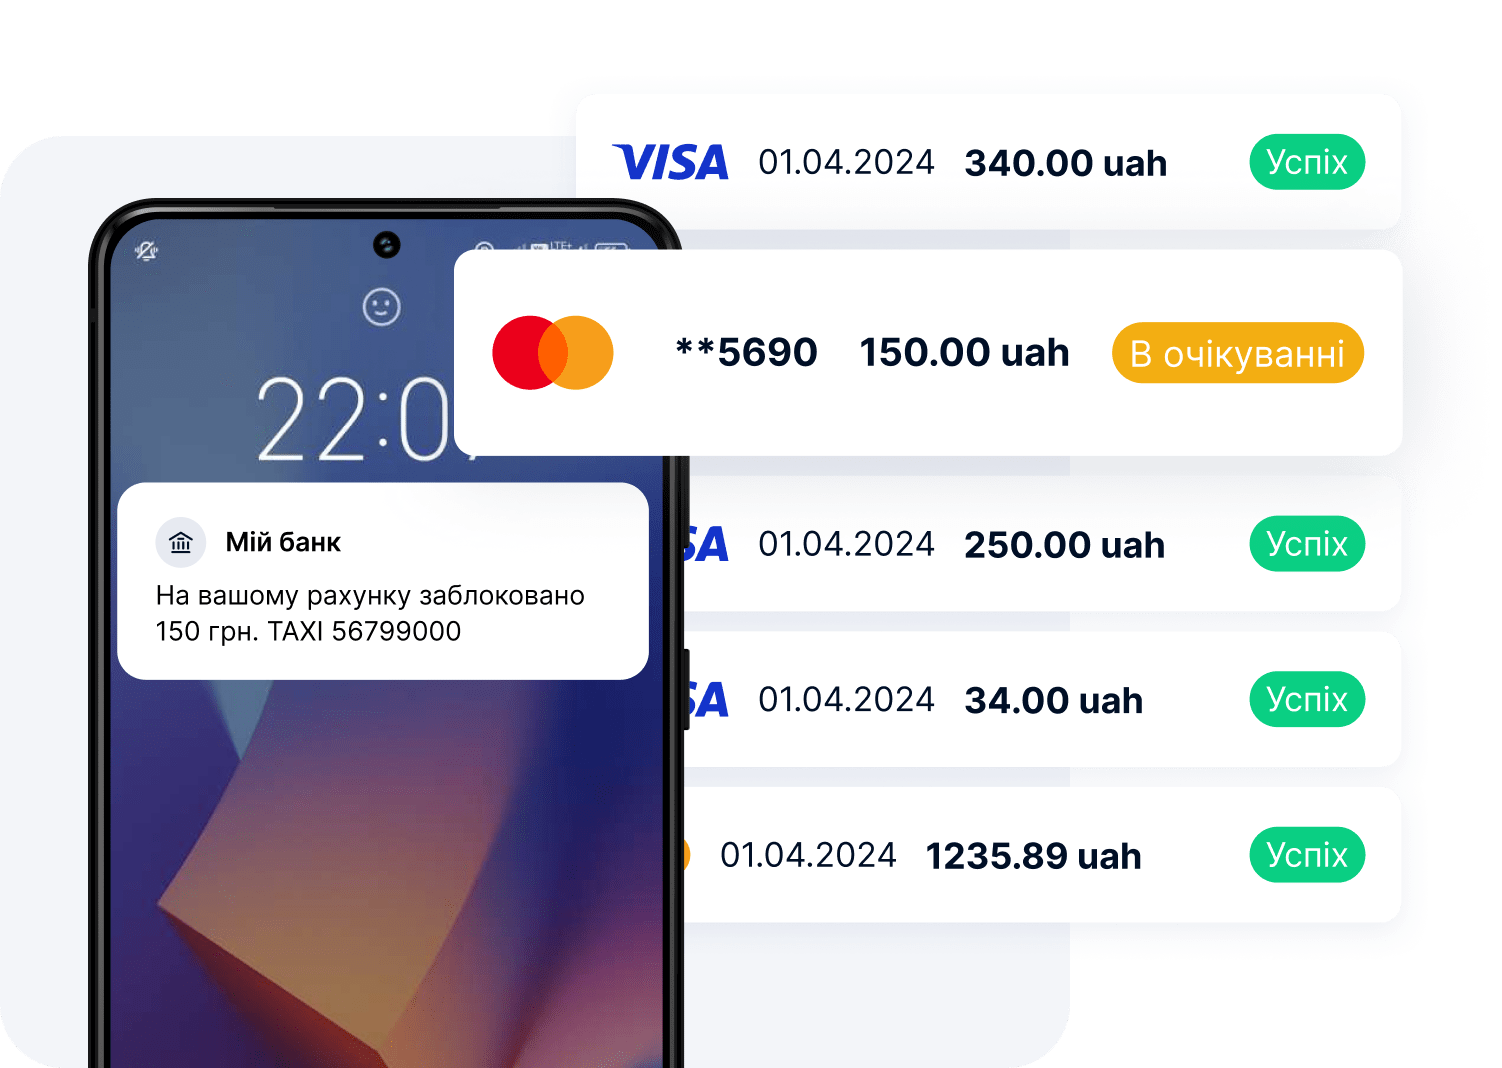 VISA 01.04.2024 340.00 uah Успіх
LTE+
**5690 150.00 uah В очікуванні
22:0
Мій банк
На вашому рахунку заблоковано
150 грн. TAXI 56799000
SA 01.04.2024 250.00 uah Успіх
SA 01.04.2024 34.00 uah Успіх
01.04.2024 1235.89 uah Успіх